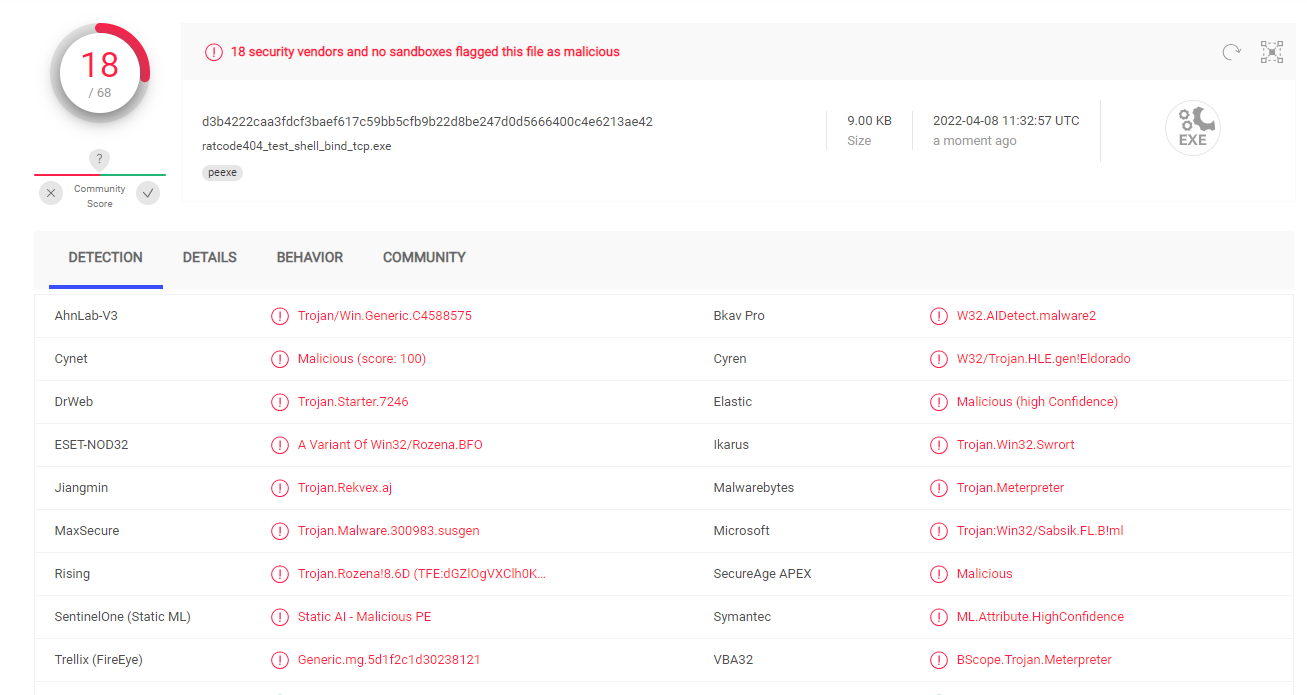 18
/ 68
?
Community
Score
18 security vendors and no sandboxes flagged this file as malicious
d3b4222caa3fdcf3baef617c59bb5cfb9b22d8be247d0d5666400c4e6213ae42
ratcode404_test_shell_bind_tcp.exe
peexe
9.00 KB
Size
2022-04-08 11:32:57 UTC
a moment ago
EXE
DETECTION DETAILS BEHAVIOR COMMUNITY
AhnLab-V3 Trojan/Win.Generic.C4588575 Bkav Pro W32.AIDetect.malware2
Cynet Malicious (score: 100) Cyren W32/Trojan.HLE.gen!Eldorado
DrWeb Trojan.Starter.7246 Elastic Malicious (high Confidence)
ESET-NOD32 A Variant Of Win32/Rozena.BFO Ikarus Trojan.Win32.Swrort
Jiangmin Trojan.Rekvex.aj Malwarebytes Trojan.Meterpreter
MaxSecure Trojan.Malware.300983.susgen Microsoft Trojan:Win32/Sabsik.FL.B!ml
Rising Trojan.Rozena!8.6D (TFE:dGZlOgVXClh0K... SecureAge APEX Malicious
SentinelOne (Static ML) Static AI - Malicious PE Symantec ML.Attribute.HighConfidence
Trellix (FireEye) Generic.mg.5d1f2c1d30238121 VBA32 BScope.Trojan.Meterpreter